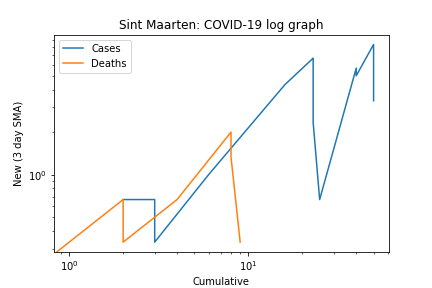 Sint Maarten: COVID-19 log graph
Cases
Deaths
New (3 day SMA)
10⁰
10⁰
10¹
Cumulative